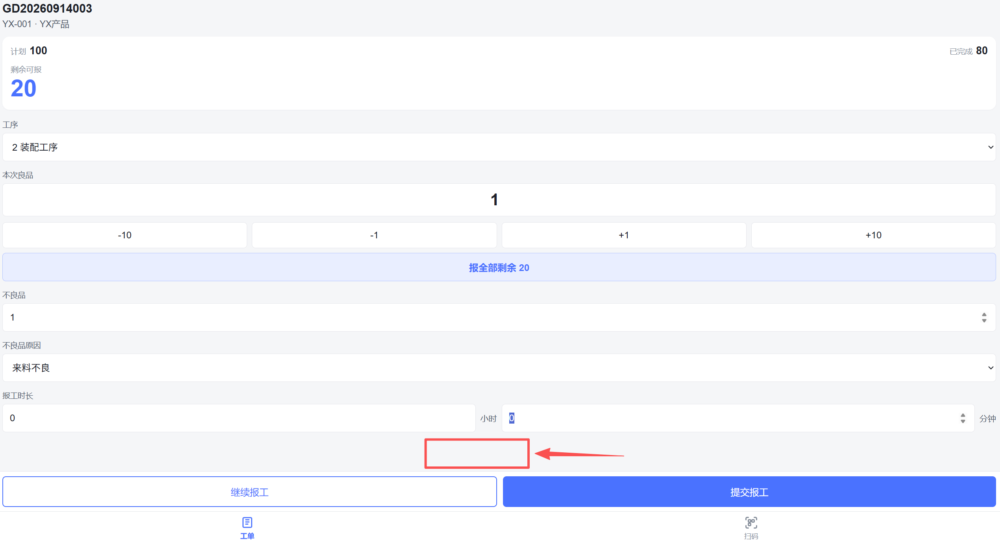 GD20260914003
YX-001 · YX产品
计划 100
已完成 80
剩余可报
20
工序
2 装配工序
本次良品
1
-10
-1
+1
+10
报全部剩余 20
不良品
1
不良品原因
来料不良
报工时长
0
小时
0
分钟
继续报工
提交报工
工单
扫码